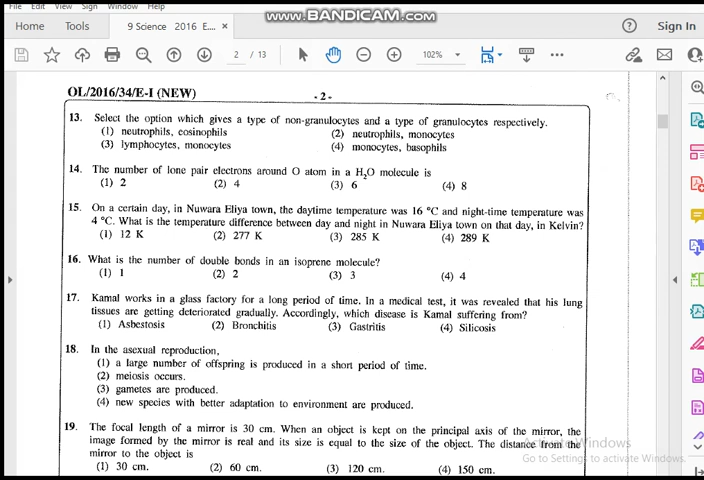 File Edit View Sign Window Help
www.BANDICAM.com
Home Tools 9 Science 2016 E.... × Sign In
2 / 13 102%
OL/2016/34/E-I (NEW) - 2 -
13. Select the option which gives a type of non-granulocytes and a type of granulocytes respectively.
(1) neutrophils, eosinophils (2) neutrophils, monocytes
(3) lymphocytes, monocytes (4) monocytes, basophils
14. The number of lone pair electrons around O atom in a H₂O molecule is
(1) 2 (2) 4 (3) 6 (4) 8
15. On a certain day, in Nuwara Eliya town, the daytime temperature was 16 °C and night-time temperature was
4 °C. What is the temperature difference between day and night in Nuwara Eliya town on that day, in Kelvin?
(1) 12 K (2) 277 K (3) 285 K (4) 289 K
16. What is the number of double bonds in an isoprene molecule?
(1) 1 (2) 2 (3) 3 (4) 4
17. Kamal works in a glass factory for a long period of time. In a medical test, it was revealed that his lung
tissues are getting deteriorated gradually. Accordingly, which disease is Kamal suffering from?
(1) Asbestosis (2) Bronchitis (3) Gastritis (4) Silicosis
18. In the asexual reproduction,
(1) a large number of offspring is produced in a short period of time.
(2) meiosis occurs.
(3) gametes are produced.
(4) new species with better adaptation to environment are produced.
19. The focal length of a mirror is 30 cm. When an object is kept on the principal axis of the mirror, the
image formed by the mirror is real and its size is equal to the size of the object. The distance from the
mirror to the object is
(1) 30 cm. (2) 60 cm. (3) 120 cm. (4) 150 cm.
Activate Windows
Go to Settings to activate Windows.